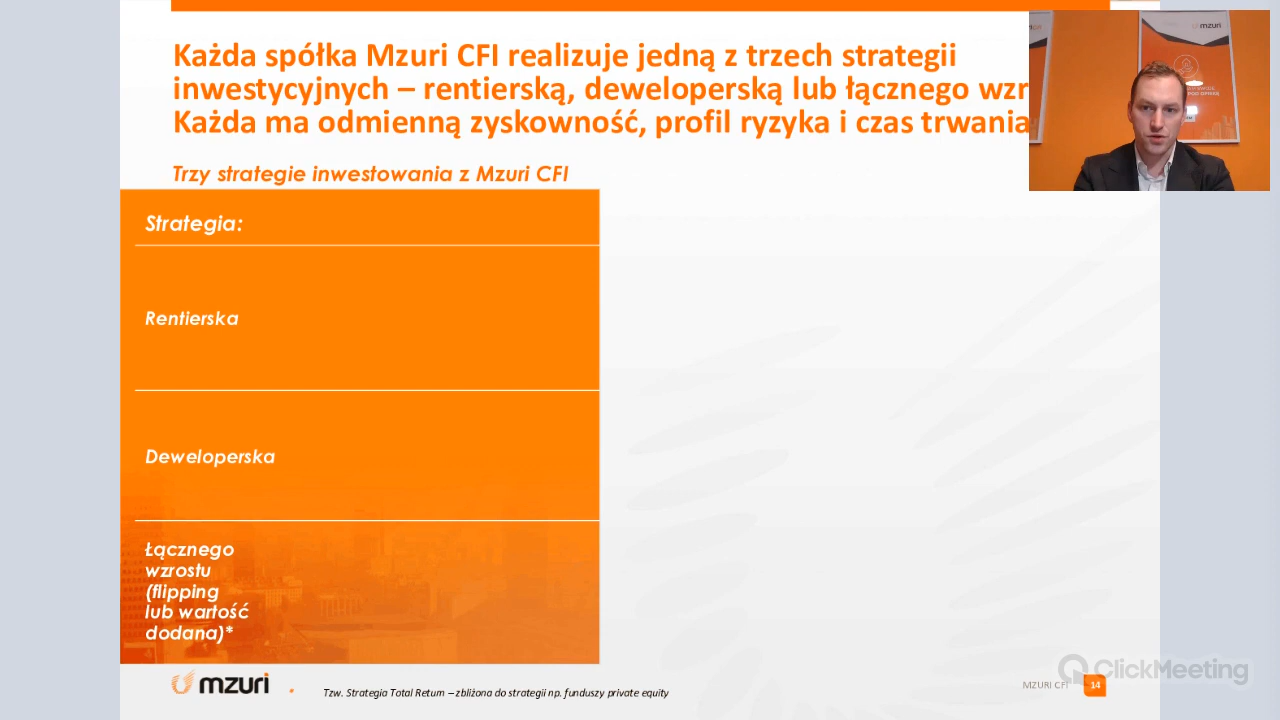 Każda spółka Mzuri CFI realizuje jedną z trzech strategii
inwestycyjnych – rentierską, deweloperską lub łącznego wzr
Każda ma odmienną zyskowność, profil ryzyka i czas trwania
mzuri
Trzy strategie inwestowania z Mzuri CFI
Strategia:
Rentierska
Deweloperska
Łącznego
wzrostu
(flipping
lub wartość
dodana)*
mzuri
Tzw. Strategia Total Return – zbliżona do strategii np. funduszy private equity
MZURI CFI
14
ClickMeeting